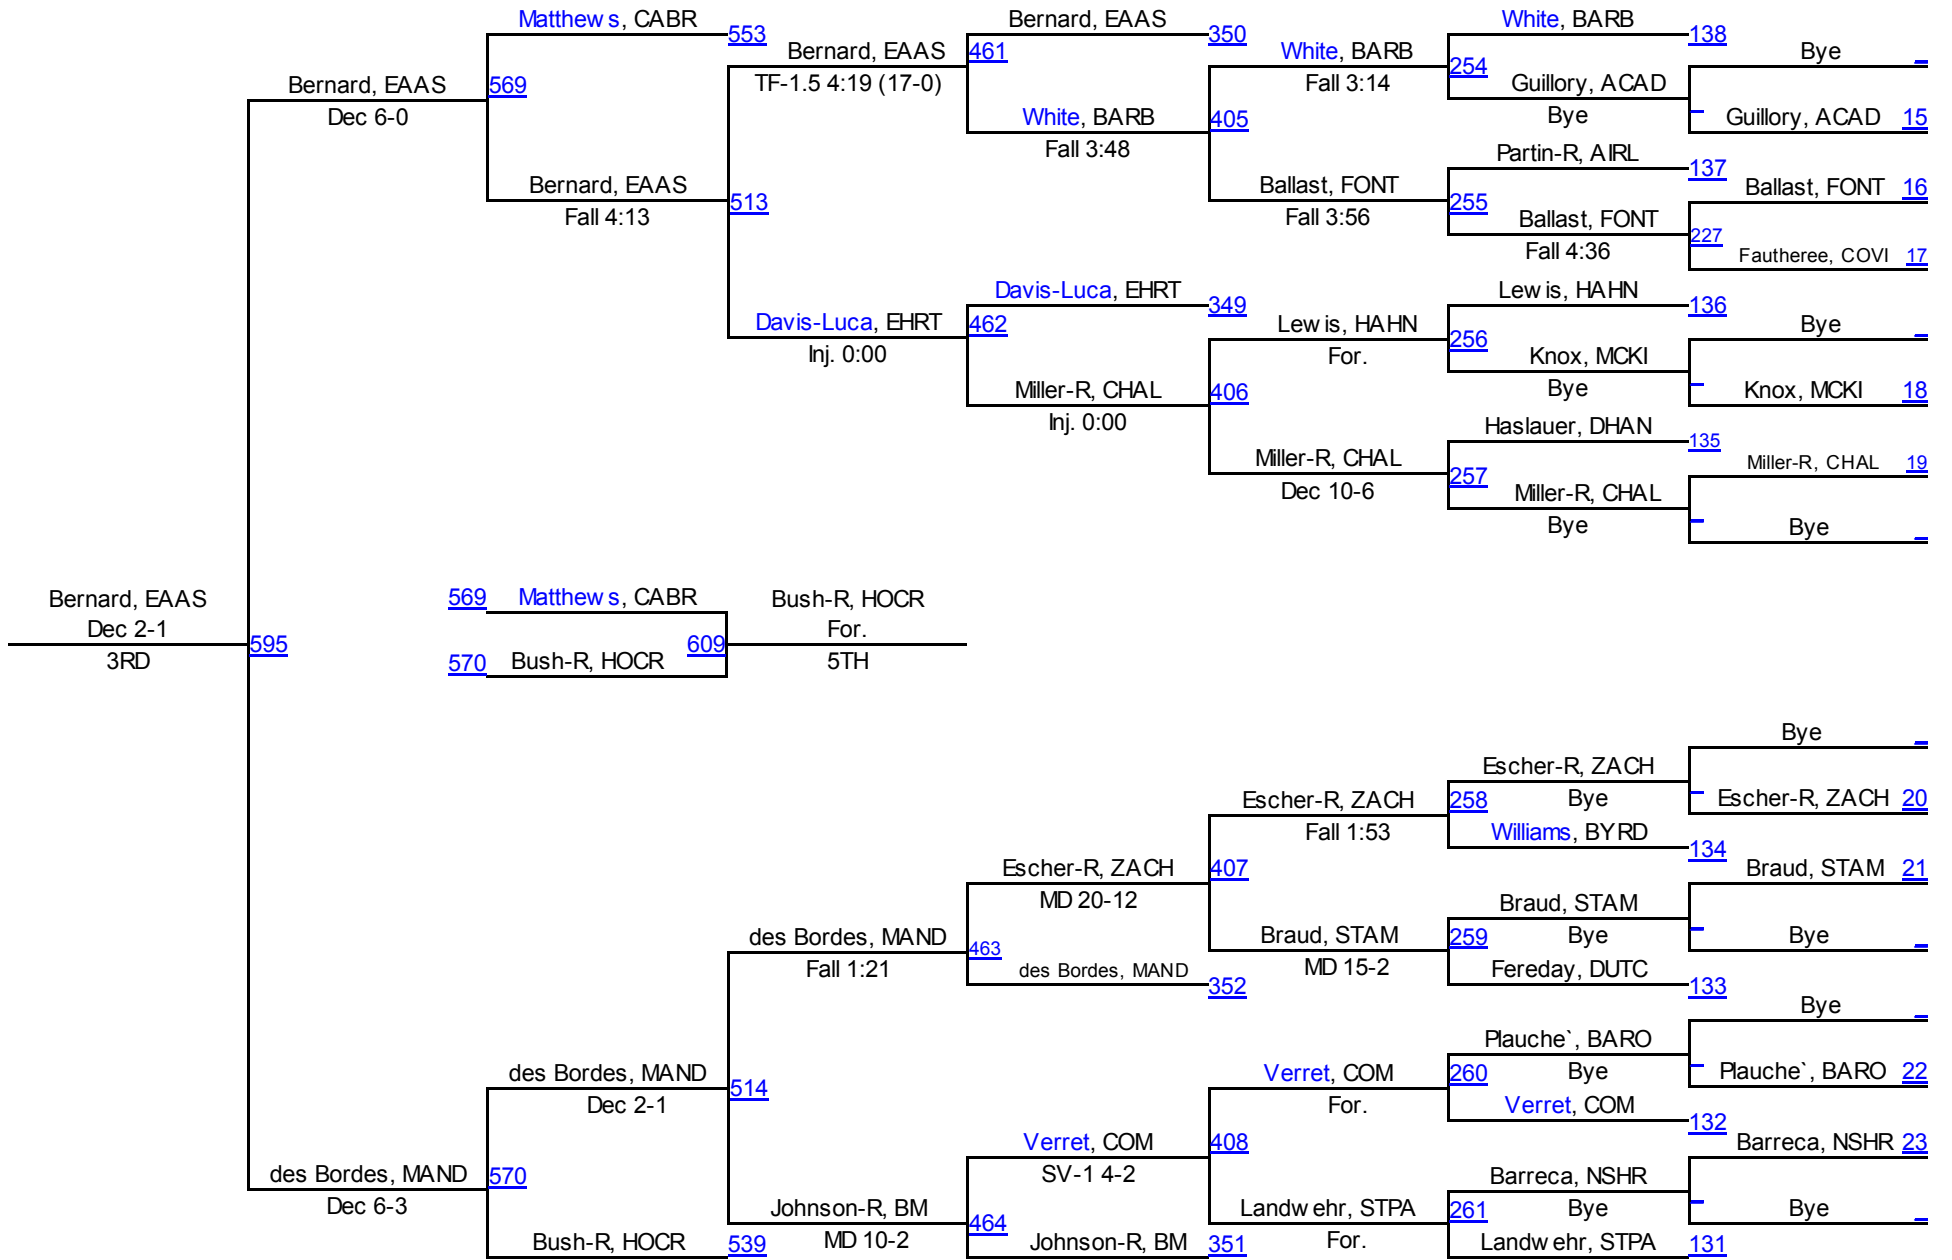 Matthews, CABR 553
Bernard, EAAS 350
White, BARB 138
Bernard, EAAS 461
White, BARB 254
Bye _
Bernard, EAAS 569
TF-1.5 4:19 (17-0)
Fall 3:14
Guillory, ACAD
Dec 6-0
White, BARB 405
Bye
_ Guillory, ACAD 15
Fall 3:48
Partin-R, AIRL 137
Bernard, EAAS 513
Ballast, FONT 255
Ballast, FONT 16
Fall 4:13
Fall 3:56
Ballast, FONT 227
Fall 4:36
Fautheree, COVI 17
Davis-Luca, EHRT 349
Lewis, HAHN 136
Davis-Luca, EHRT 462
Lewis, HAHN 256
Bye _
Inj. 0:00
For.
Knox, MCKI
Miller-R, CHAL 406
Bye
_ Knox, MCKI 18
Inj. 0:00
Haslauer, DHAN 135
Miller-R, CHAL 257
Miller-R, CHAL 19
Dec 10-6
Miller-R, CHAL
Bye
_ Bye _
Bernard, EAAS
569 Matthews, CABR
Bush-R, HOCR
Dec 2-1
595
609
For.
3RD
570 Bush-R, HOCR
5TH
Bye _
Escher-R, ZACH
Escher-R, ZACH 258
Bye
_ Escher-R, ZACH 20
Fall 1:53
Williams, BYRD 134
Escher-R, ZACH 407
Braud, STAM 21
MD 20-12
Braud, STAM
des Bordes, MAND 463
Braud, STAM 259
Bye
_ Bye _
Fall 1:21
des Bordes, MAND 352
MD 15-2
Fereday, DUTC 133
Bye _
Plauche`, BARO
des Bordes, MAND 514
Verret, COM 260
Bye
_ Plauche`, BARO 22
Dec 2-1
For.
Verret, COM 132
Verret, COM 408
Barreca, NSHR 23
des Bordes, MAND 570
SV-1 4-2
Barreca, NSHR
Dec 6-3
Johnson-R, BM 464
Landwehr, STPA 261
Bye
_ Bye _
Bush-R, HOCR 539
MD 10-2
Johnson-R, BM 351
For.
Landwehr, STPA 131